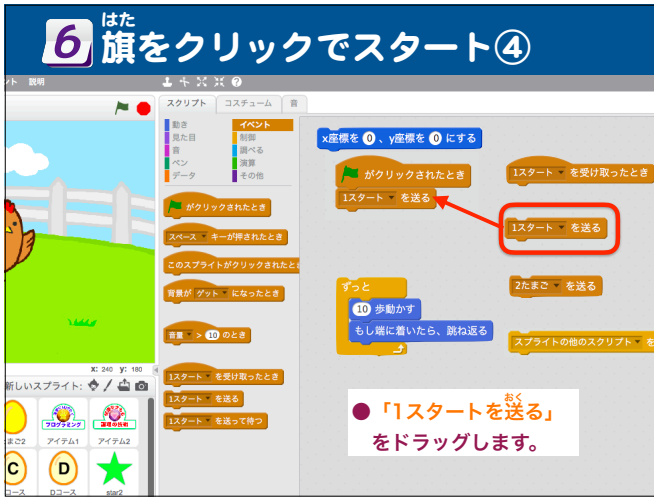 はた
6 旗をクリックでスタート④
説明
スクリプト コスチューム 音
動き イベント
見た目 制御
音 調べる
ペン 演算
データ その他
がクリックされたとき
スペース キーが押されたとき
このスプライトがクリックされたとき
背景が ゲット になったとき
音量 > 10 のとき
1スタート を受け取ったとき
1スタート を送る
1スタート を送って待つ
x座標を 0 、y座標を 0 にする
がクリックされたとき
1スタート を送る
1スタート を受け取ったとき
1スタート を送る
ずっと
10 歩動かす
もし端に着いたら、跳ね返る
2たまご を送る
スプライトの他のスクリプト を
x: 240 y: 180
新しいスプライト:
プログラミング
たまご2 アイテム1 アイテム2
C D
コース Dコース star2
おく
●「1スタートを送る」
をドラッグします。